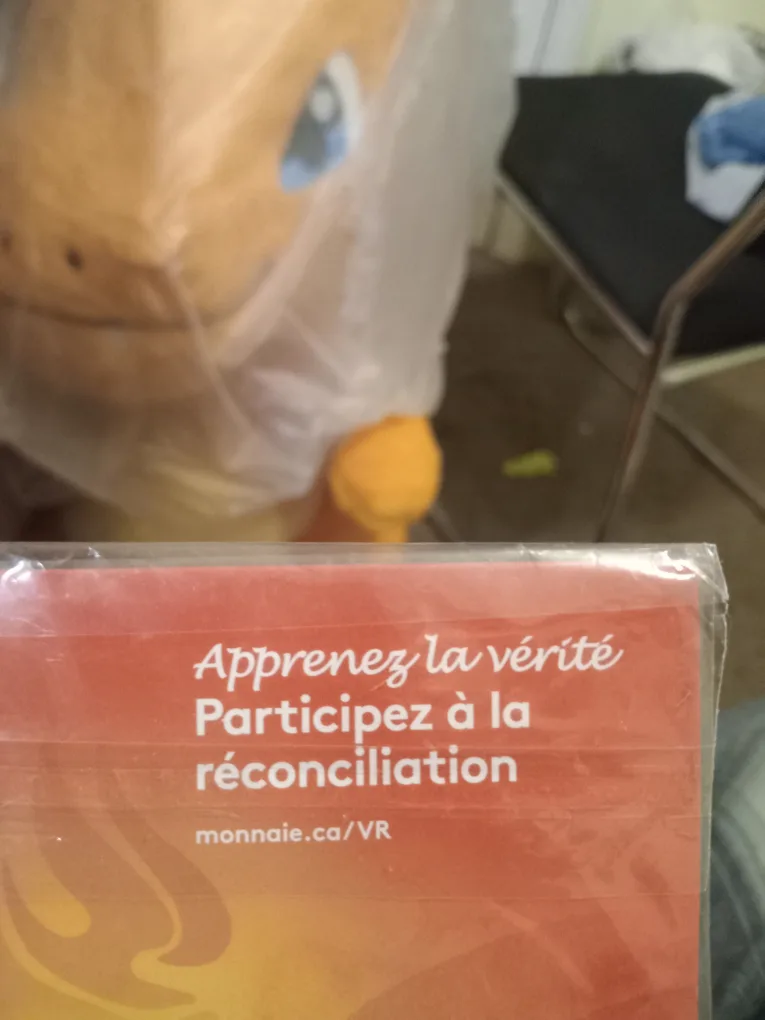 Apprenez la vérité
Participez à la
réconciliation
monnaie.ca/VR